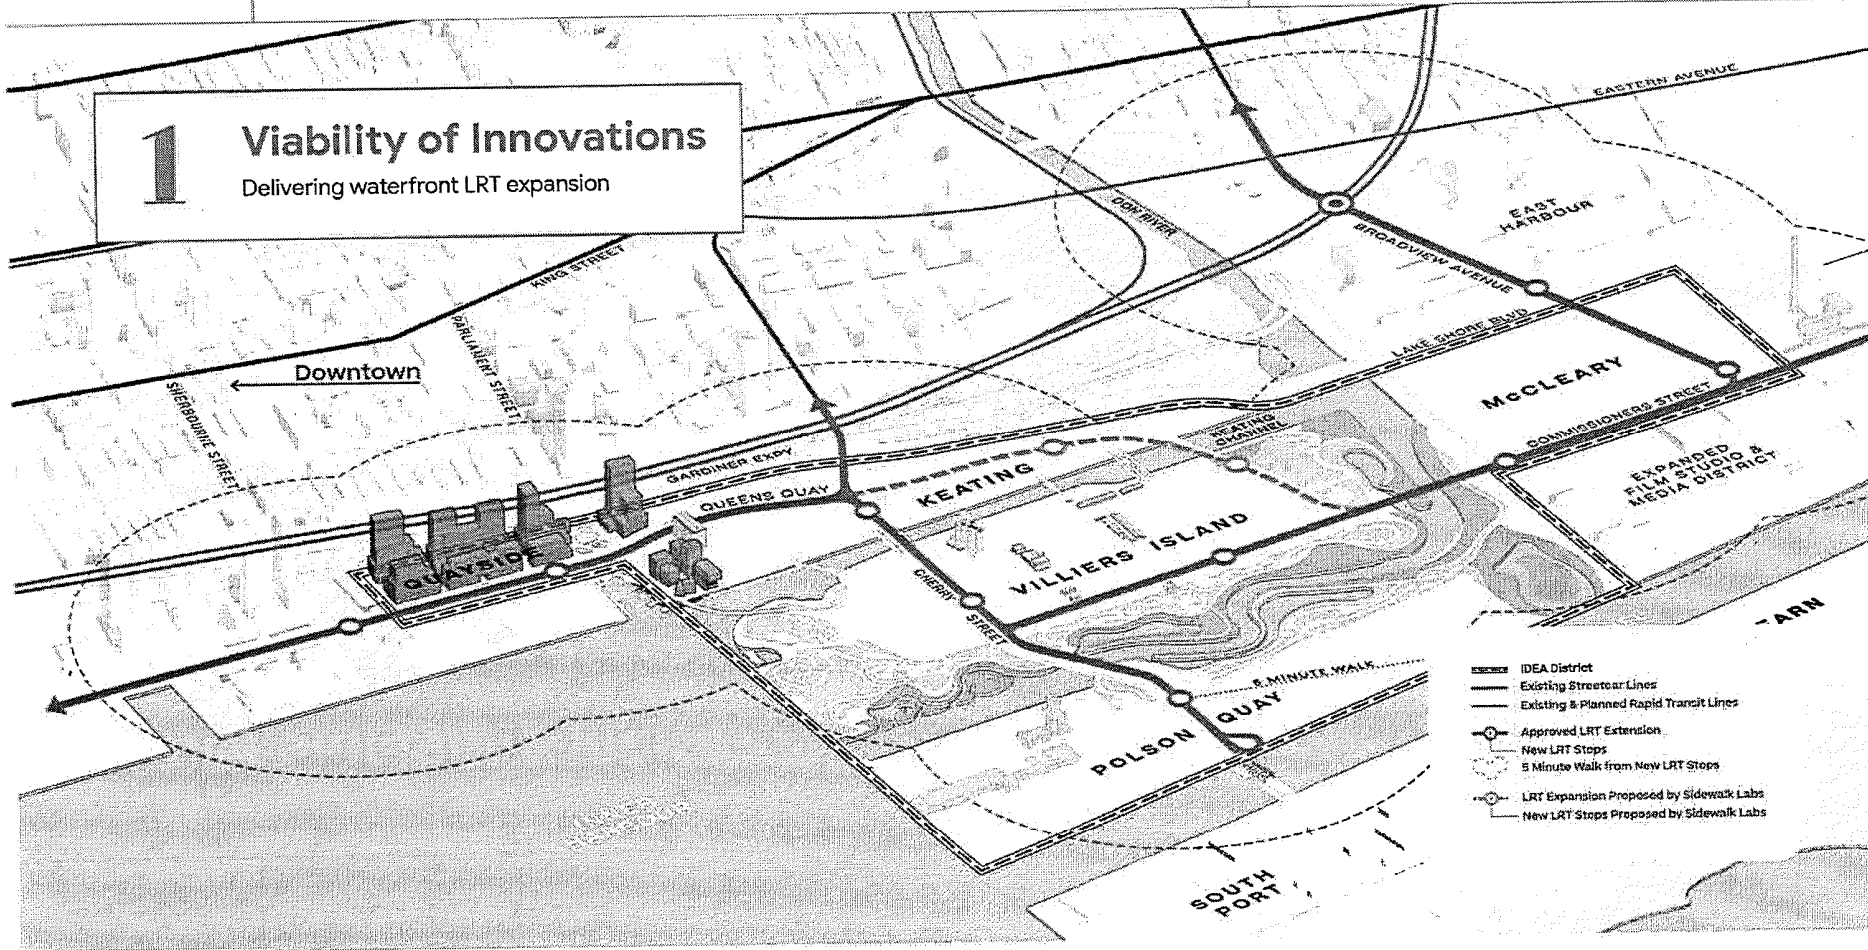 1
Viability of Innovations
Delivering waterfront LRT expansion
EASTERN AVENUE
DON RIVER
EAST
HARBOUR
BROADVIEW AVENUE
KING STREET
PARLIAMENT STREET
SHERBOURNE STREET
Downtown
LAKE SHORE BLVD
McCLEARY
COMMISSIONERS STREET
KEATING
CHANNEL
GARDINER EXPY
QUEENS QUAY
KEATING
EXPANDED
FILM STUDIO &
MEDIA DISTRICT
QUAYSIDE
VILLIERS ISLAND
CHERRY
STREET
5 MINUTE WALK
POLSON QUAY
INNER
HARBOUR
SOUTH
PORT
IDEA District
Existing Streetcar Lines
Existing & Planned Rapid Transit Lines
Approved LRT Extension
New LRT Stops
5 Minute Walk from New LRT Stops
LRT Expansion Proposed by Sidewalk Labs
New LRT Stops Proposed by Sidewalk Labs